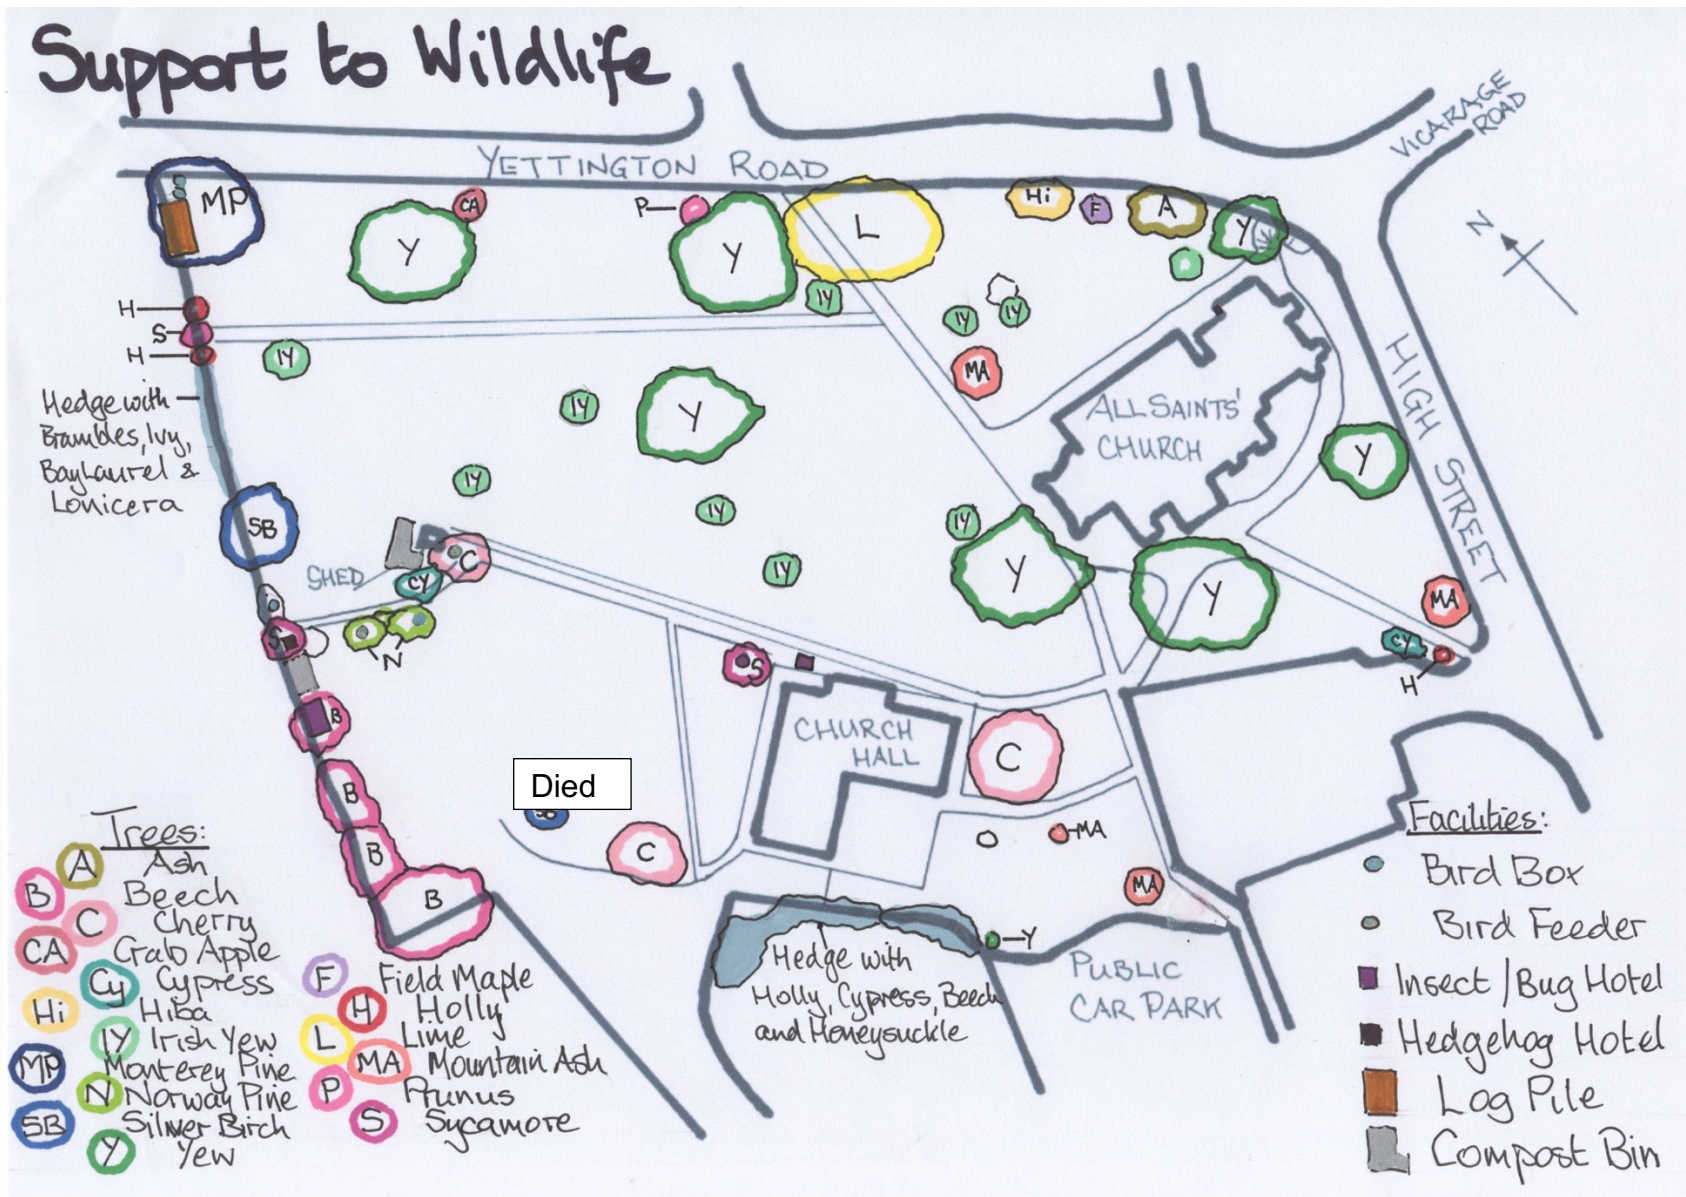 Support to Wildlife
VICARAGE
ROAD
YETTINGTON ROAD
MP
CA
P
Y
Y
L
Hi
F
A
Y
N
IY
IY
IY
H
S
H
IY
MA
HIGH STREET
Hedge with
Brambles, Ivy,
Bay Laurel &
Lonicera
IY
Y
ALL SAINTS'
CHURCH
Y
IY
IY
IY
SB
C
CY
SHED
IY
Y
Y
MA
S
N
S
CY
H
B
CHURCH
HALL
C
B
Died
SB
B
C
MA
MA
B
Y
Hedge with
Holly, Cypress, Beech
and Honeysuckle
PUBLIC
CAR PARK
Trees:
A Ash
B Beech
C Cherry
CA Crab Apple
Cy Cypress
Hi Hiba
IY Irish Yew
MP Monterey Pine
N Norway Pine
SB Silver Birch
Y Yew
F Field Maple
H Holly
L Lime
MA Mountain Ash
P Prunus
S Sycamore
Facilities:
Bird Box
Bird Feeder
Insect/Bug Hotel
Hedgehog Hotel
Log Pile
Compost Bin